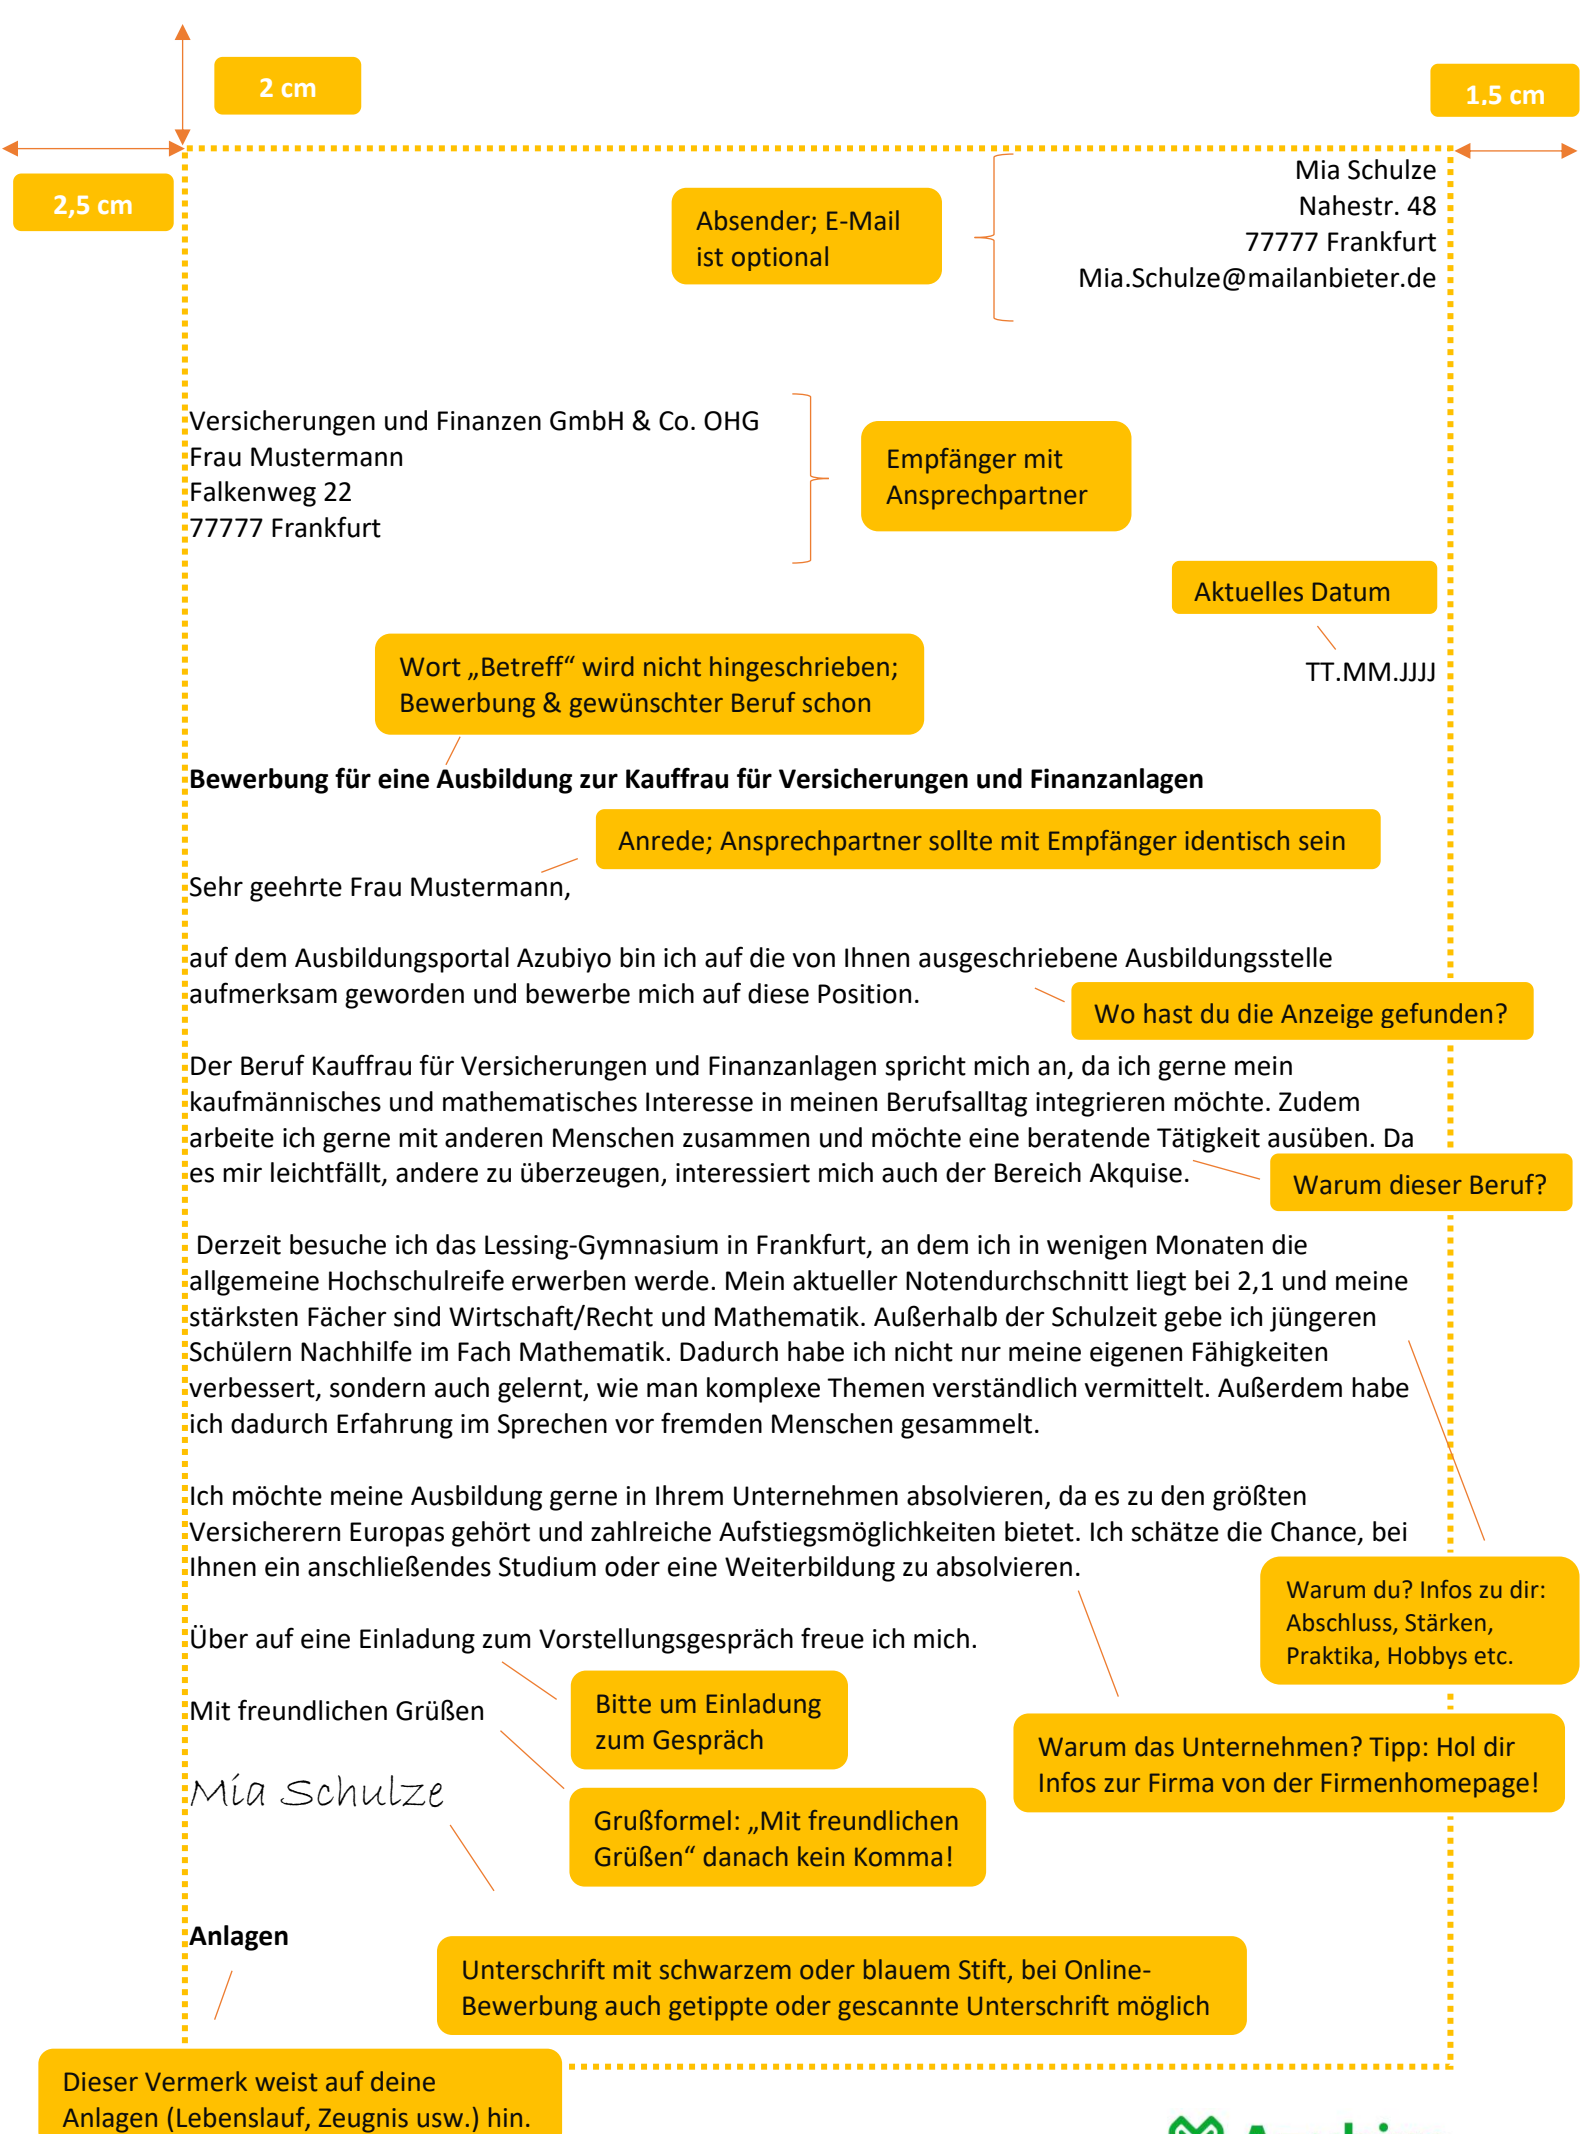 2 cm
1,5 cm
2,5 cm
Absender; E-Mail
ist optional
Mia Schulze
Nahestr. 48
77777 Frankfurt
Mia.Schulze@mailanbieter.de
Versicherungen und Finanzen GmbH & Co. OHG
Frau Mustermann
Falkenweg 22
77777 Frankfurt
Empfänger mit
Ansprechpartner
Aktuelles Datum
TT.MM.JJJJ
Wort „Betreff“ wird nicht hingeschrieben;
Bewerbung & gewünschter Beruf schon
Bewerbung für eine Ausbildung zur Kauffrau für Versicherungen und Finanzanlagen
Anrede; Ansprechpartner sollte mit Empfänger identisch sein
Sehr geehrte Frau Mustermann,
auf dem Ausbildungsportal Azubiyo bin ich auf die von Ihnen ausgeschriebene Ausbildungsstelle
aufmerksam geworden und bewerbe mich auf diese Position.
Wo hast du die Anzeige gefunden?
Der Beruf Kauffrau für Versicherungen und Finanzanlagen spricht mich an, da ich gerne mein
kaufmännisches und mathematisches Interesse in meinen Berufsalltag integrieren möchte. Zudem
arbeite ich gerne mit anderen Menschen zusammen und möchte eine beratende Tätigkeit ausüben. Da
es mir leichtfällt, andere zu überzeugen, interessiert mich auch der Bereich Akquise.
Warum dieser Beruf?
Derzeit besuche ich das Lessing-Gymnasium in Frankfurt, an dem ich in wenigen Monaten die
allgemeine Hochschulreife erwerben werde. Mein aktueller Notendurchschnitt liegt bei 2,1 und meine
stärksten Fächer sind Wirtschaft/Recht und Mathematik. Außerhalb der Schulzeit gebe ich jüngeren
Schülern Nachhilfe im Fach Mathematik. Dadurch habe ich nicht nur meine eigenen Fähigkeiten
verbessert, sondern auch gelernt, wie man komplexe Themen verständlich vermittelt. Außerdem habe
ich dadurch Erfahrung im Sprechen vor fremden Menschen gesammelt.
Ich möchte meine Ausbildung gerne in Ihrem Unternehmen absolvieren, da es zu den größten
Versicherern Europas gehört und zahlreiche Aufstiegsmöglichkeiten bietet. Ich schätze die Chance, bei
Ihnen ein anschließendes Studium oder eine Weiterbildung zu absolvieren.
Warum du? Infos zu dir:
Abschluss, Stärken,
Praktika, Hobbys etc.
Über auf eine Einladung zum Vorstellungsgespräch freue ich mich.
Bitte um Einladung
zum Gespräch
Mit freundlichen Grüßen
Warum das Unternehmen? Tipp: Hol dir
Infos zur Firma von der Firmenhomepage!
Mia Schulze
Grußformel: „Mit freundlichen
Grüßen“ danach kein Komma!
Anlagen
Unterschrift mit schwarzem oder blauem Stift, bei Online-
Bewerbung auch getippte oder gescannte Unterschrift möglich
Dieser Vermerk weist auf deine
Anlagen (Lebenslauf, Zeugnis usw.) hin.